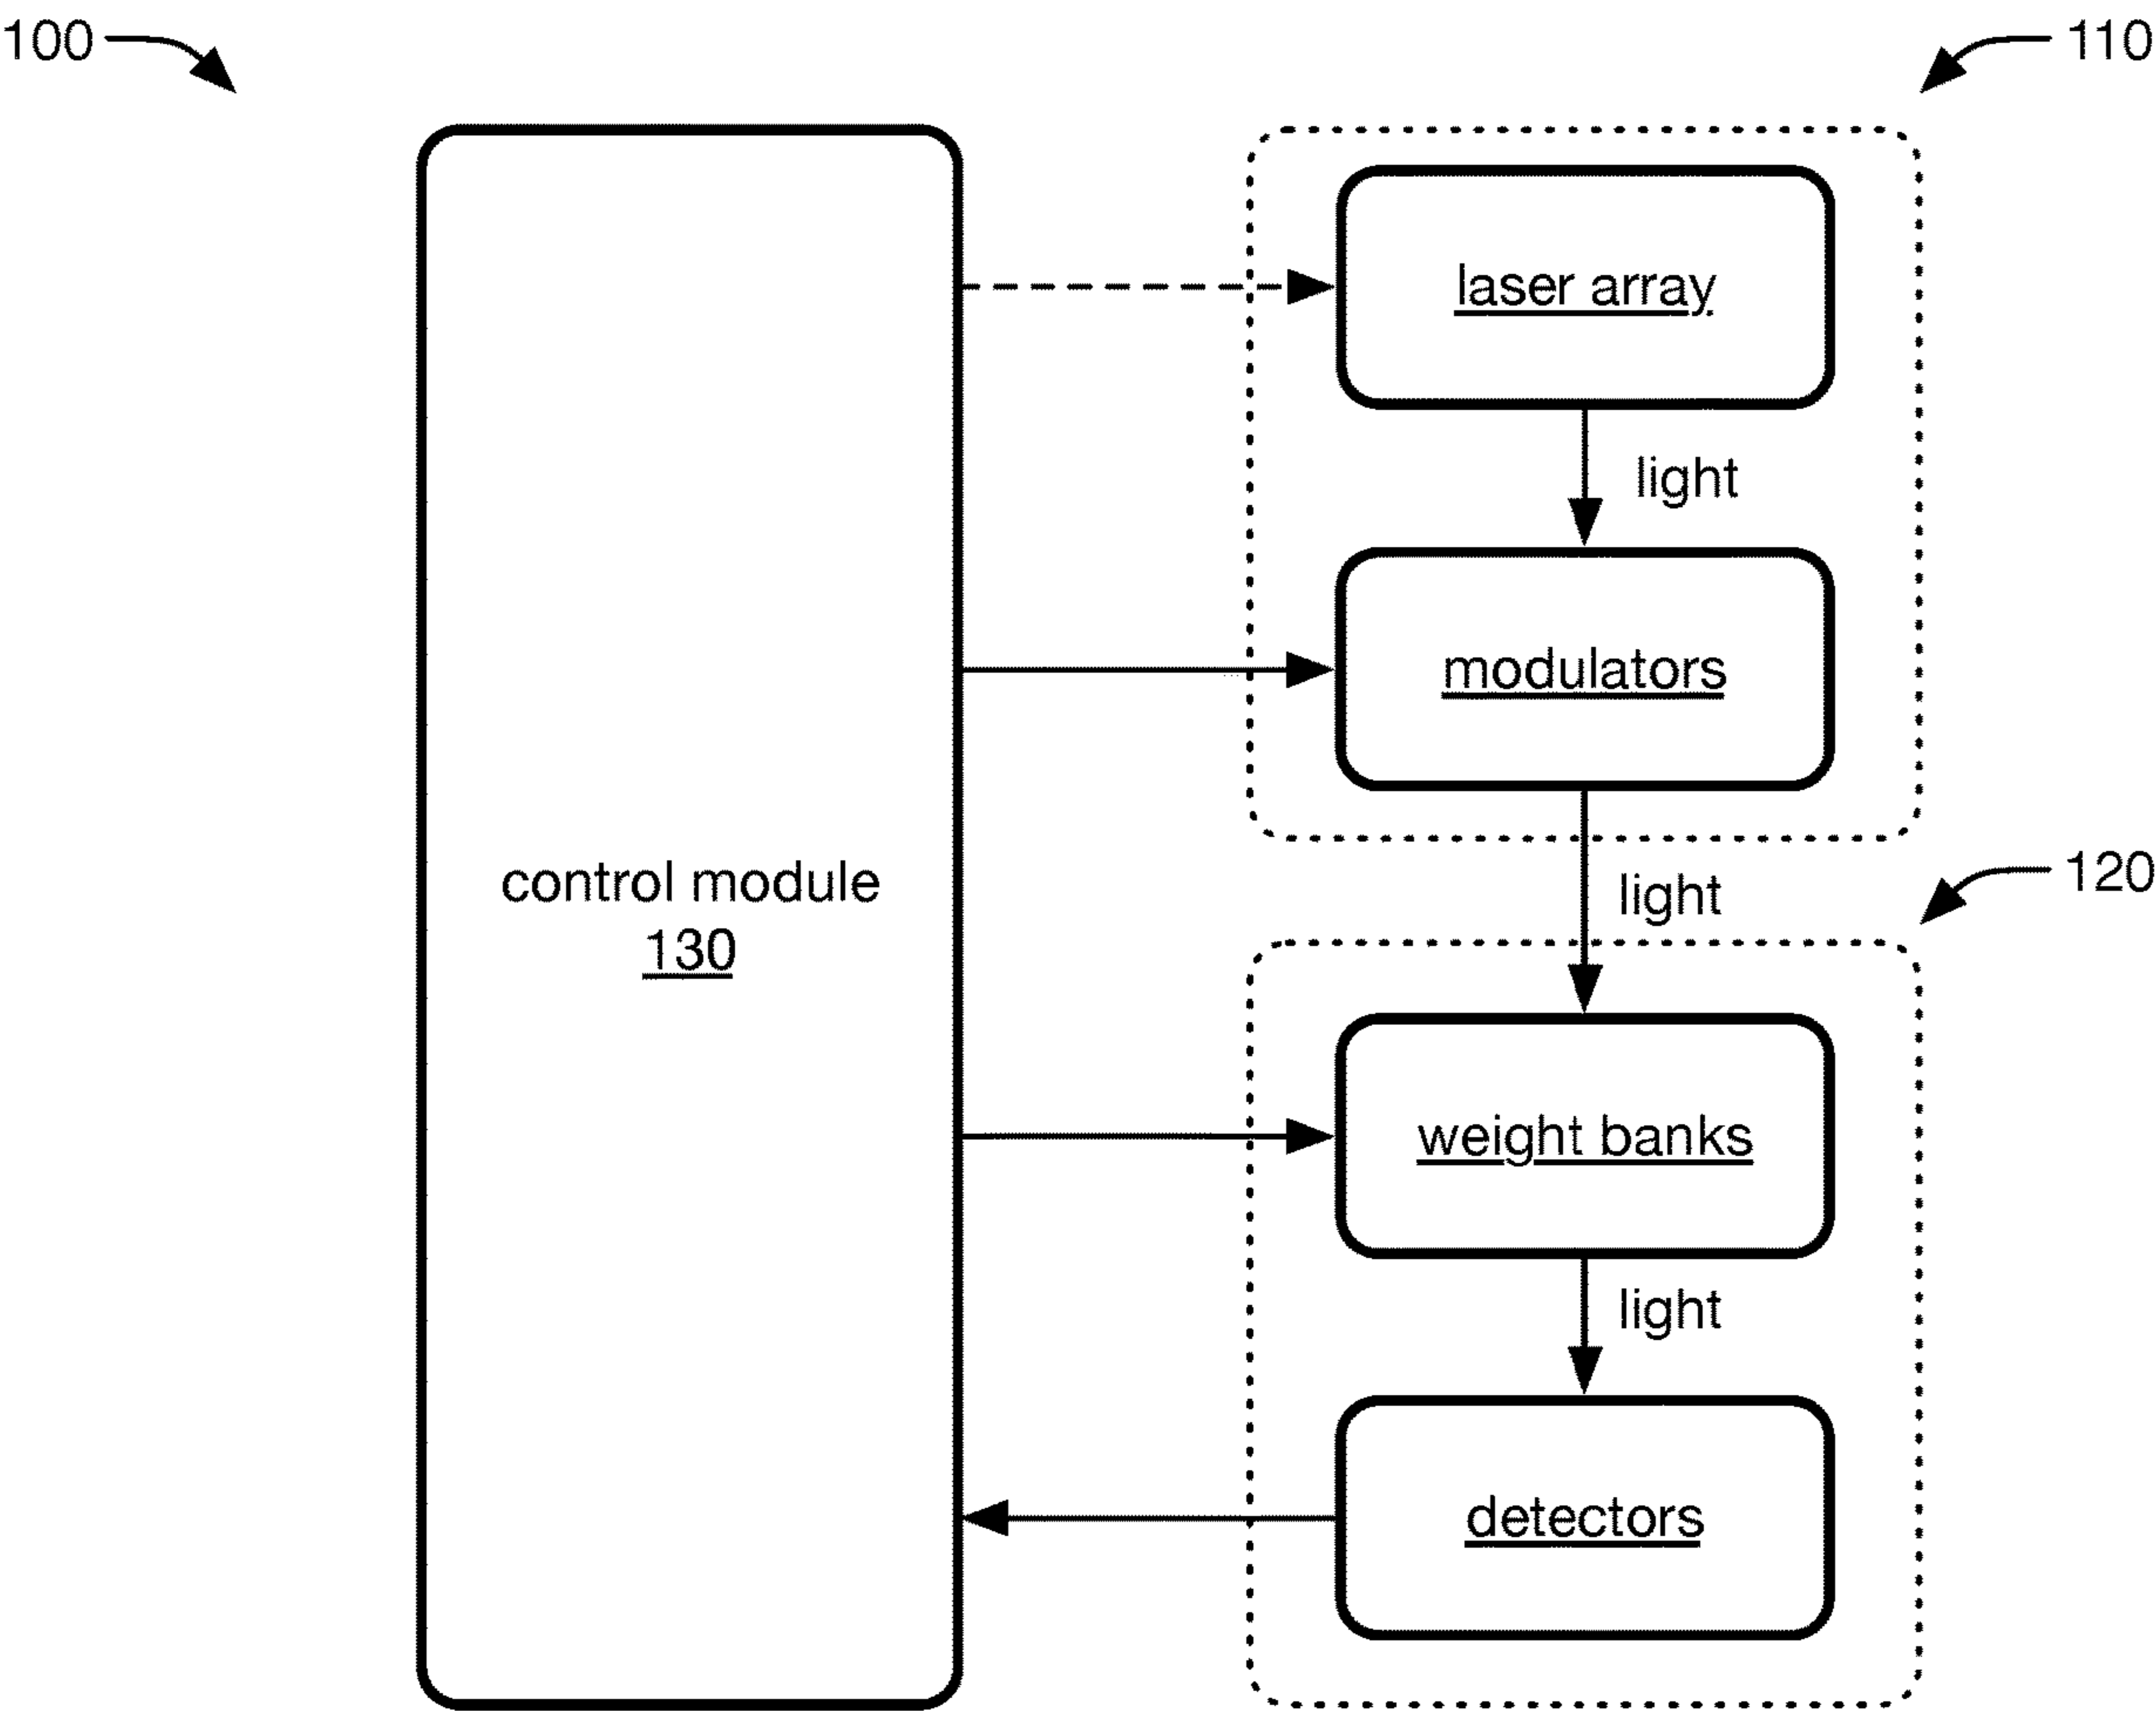 100
110
laser array
light
modulators
control module
130
light
120
weight banks
light
detectors